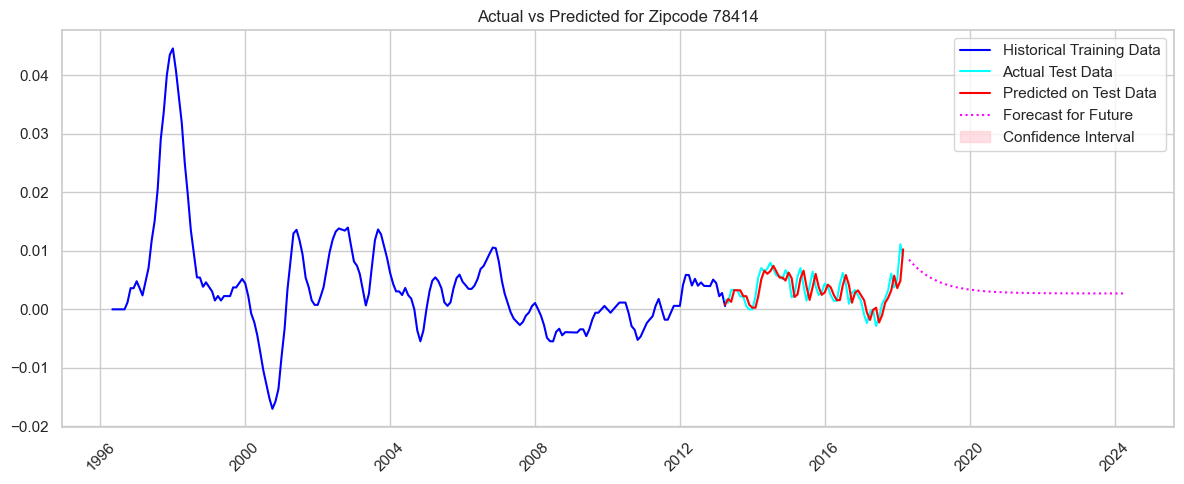 Actual vs Predicted for Zipcode 78414
Historical Training Data
Actual Test Data
Predicted on Test Data
Forecast for Future
Confidence Interval
0.04
0.03
0.02
0.01
0.00
−0.01
−0.02
1996
2000
2004
2008
2012
2016
2020
2024